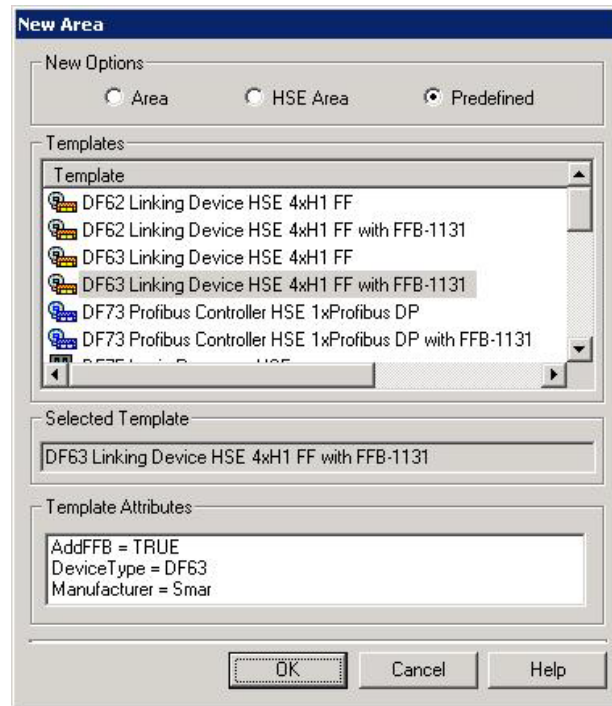 New Area
New Options
Area HSE Area Predefined
Templates
Template
DF62 Linking Device HSE 4xH1 FF
DF62 Linking Device HSE 4xH1 FF with FFB-1131
DF63 Linking Device HSE 4xH1 FF
DF63 Linking Device HSE 4xH1 FF with FFB-1131
DF73 Profibus Controller HSE 1xProfibus DP
DF73 Profibus Controller HSE 1xProfibus DP with FFB-1131
Selected Template
DF63 Linking Device HSE 4xH1 FF with FFB-1131
Template Attributes
AddFFB = TRUE
DeviceType = DF63
Manufacturer = Smar
OK Cancel Help